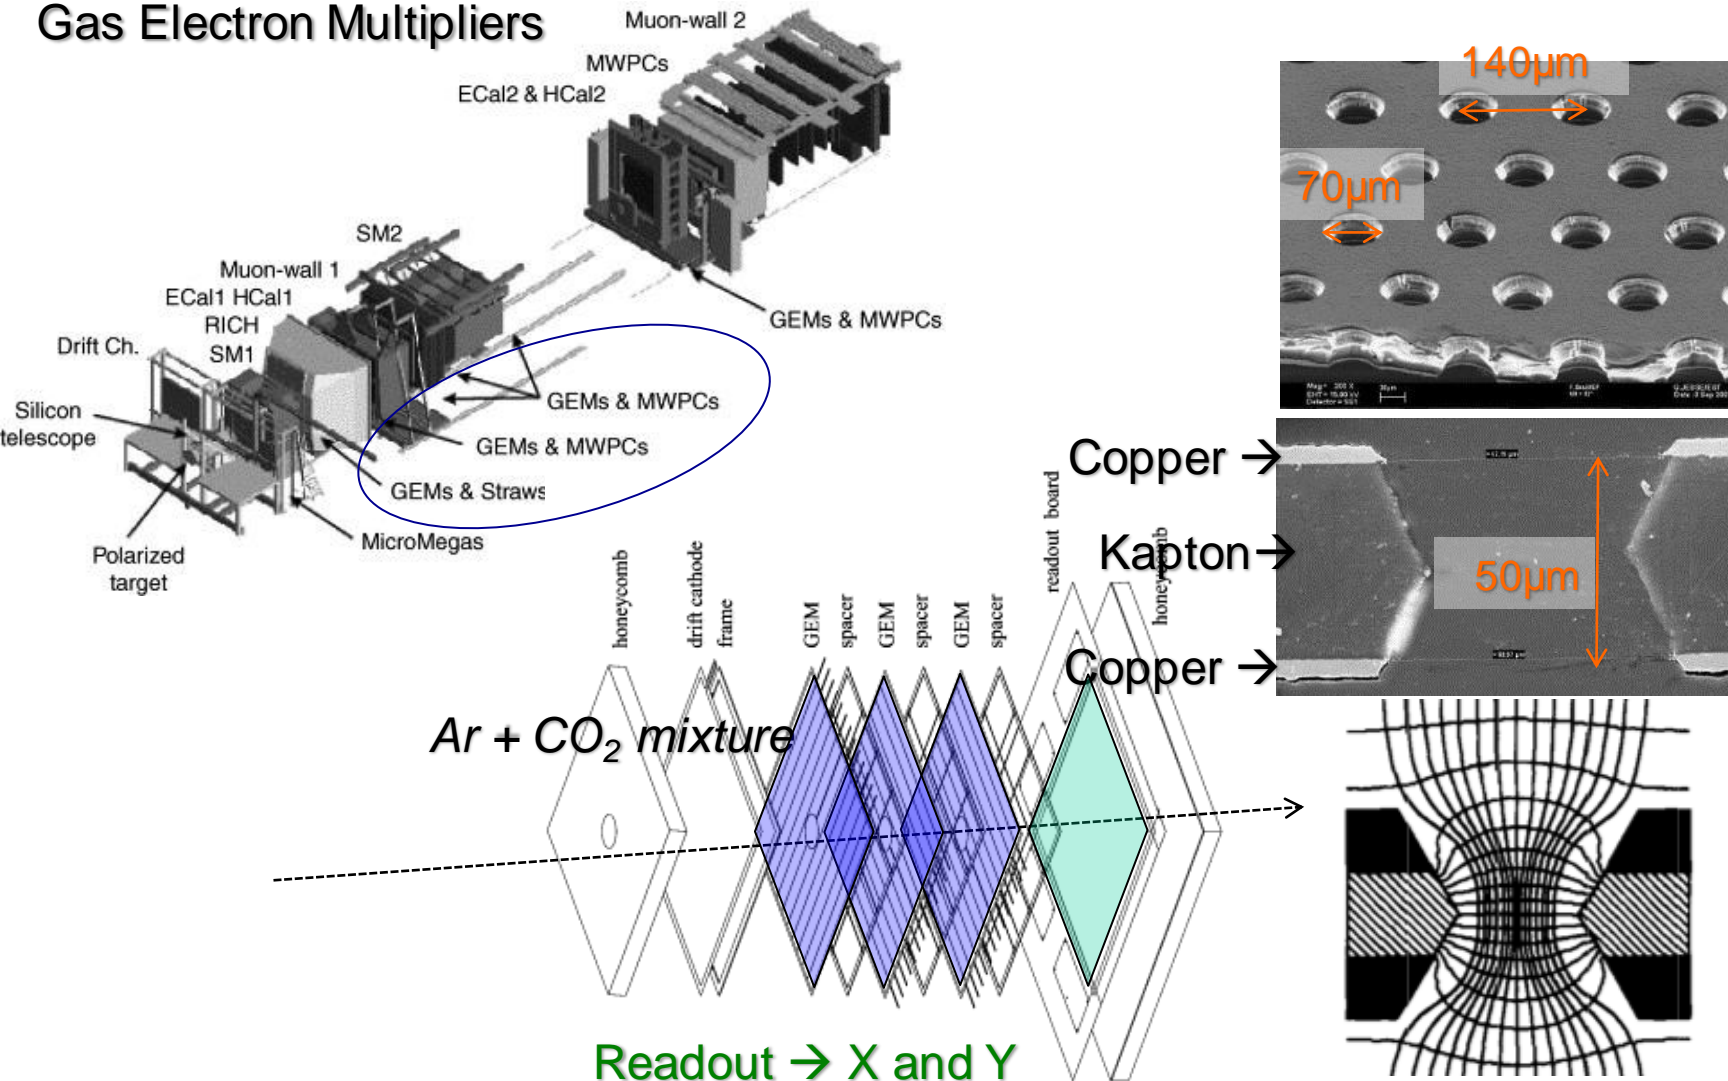 Gas Electron Multipliers
Muon-wall 2
MWPCs
ECal2 & HCal2
SM2
Muon-wall 1
ECal1 HCal1
RICH
SM1
Drift Ch.
Silicon
telescope
Polarized
target
MicroMegas
GEMs & Straws
GEMs & MWPCs
GEMs & MWPCs
GEMs & MWPCs
140µm
70µm
Copper →
Kapton→
Copper →
50µm
honeycomb
drift cathode
frame
GEM
spacer
GEM
spacer
GEM
spacer
readout board
honeycomb
Ar + CO2 mixture
Readout → X and Y